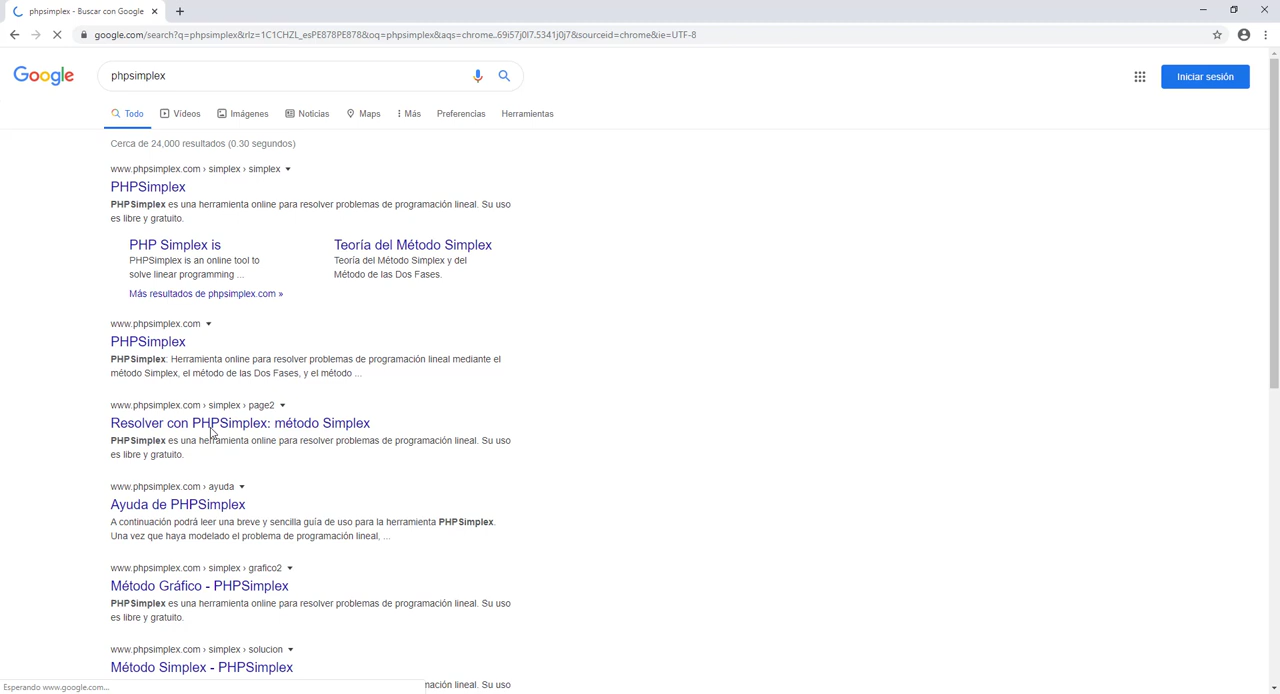 phpsimplex - Buscar con Google
google.com/search?q=phpsimplex&rlz=1C1CHZL_esPE878PE878&oq=phpsimplex&aqs=chrome..69i57j0l7.5341j0j7&sourceid=chrome&ie=UTF-8
Google
phpsimplex
Iniciar sesión
Todo Vídeos Imágenes Noticias Maps Más Preferencias Herramientas
Cerca de 24,000 resultados (0.30 segundos)
www.phpsimplex.com › simplex › simplex
PHPSimplex
PHPSimplex es una herramienta online para resolver problemas de programación lineal. Su uso
es libre y gratuito.
PHP Simplex is
PHPSimplex is an online tool to
solve linear programming ...
Teoría del Método Simplex
Teoría del Método Simplex y del
Método de las Dos Fases.
Más resultados de phpsimplex.com »
www.phpsimplex.com
PHPSimplex
PHPSimplex: Herramienta online para resolver problemas de programación lineal mediante el
método Simplex, el método de las Dos Fases, y el método ...
www.phpsimplex.com › simplex › page2
Resolver con PHPSimplex: método Simplex
PHPSimplex es una herramienta online para resolver problemas de programación lineal. Su uso
es libre y gratuito.
www.phpsimplex.com › ayuda
Ayuda de PHPSimplex
A continuación podrá leer una breve y sencilla guía de uso para la herramienta PHPSimplex.
Una vez que haya modelado el problema de programación lineal, ...
www.phpsimplex.com › simplex › grafico2
Método Gráfico - PHPSimplex
PHPSimplex es una herramienta online para resolver problemas de programación lineal. Su uso
es libre y gratuito.
www.phpsimplex.com › simplex › solucion
Método Simplex - PHPSimplex
mación lineal. Su uso
Esperando www.google.com...